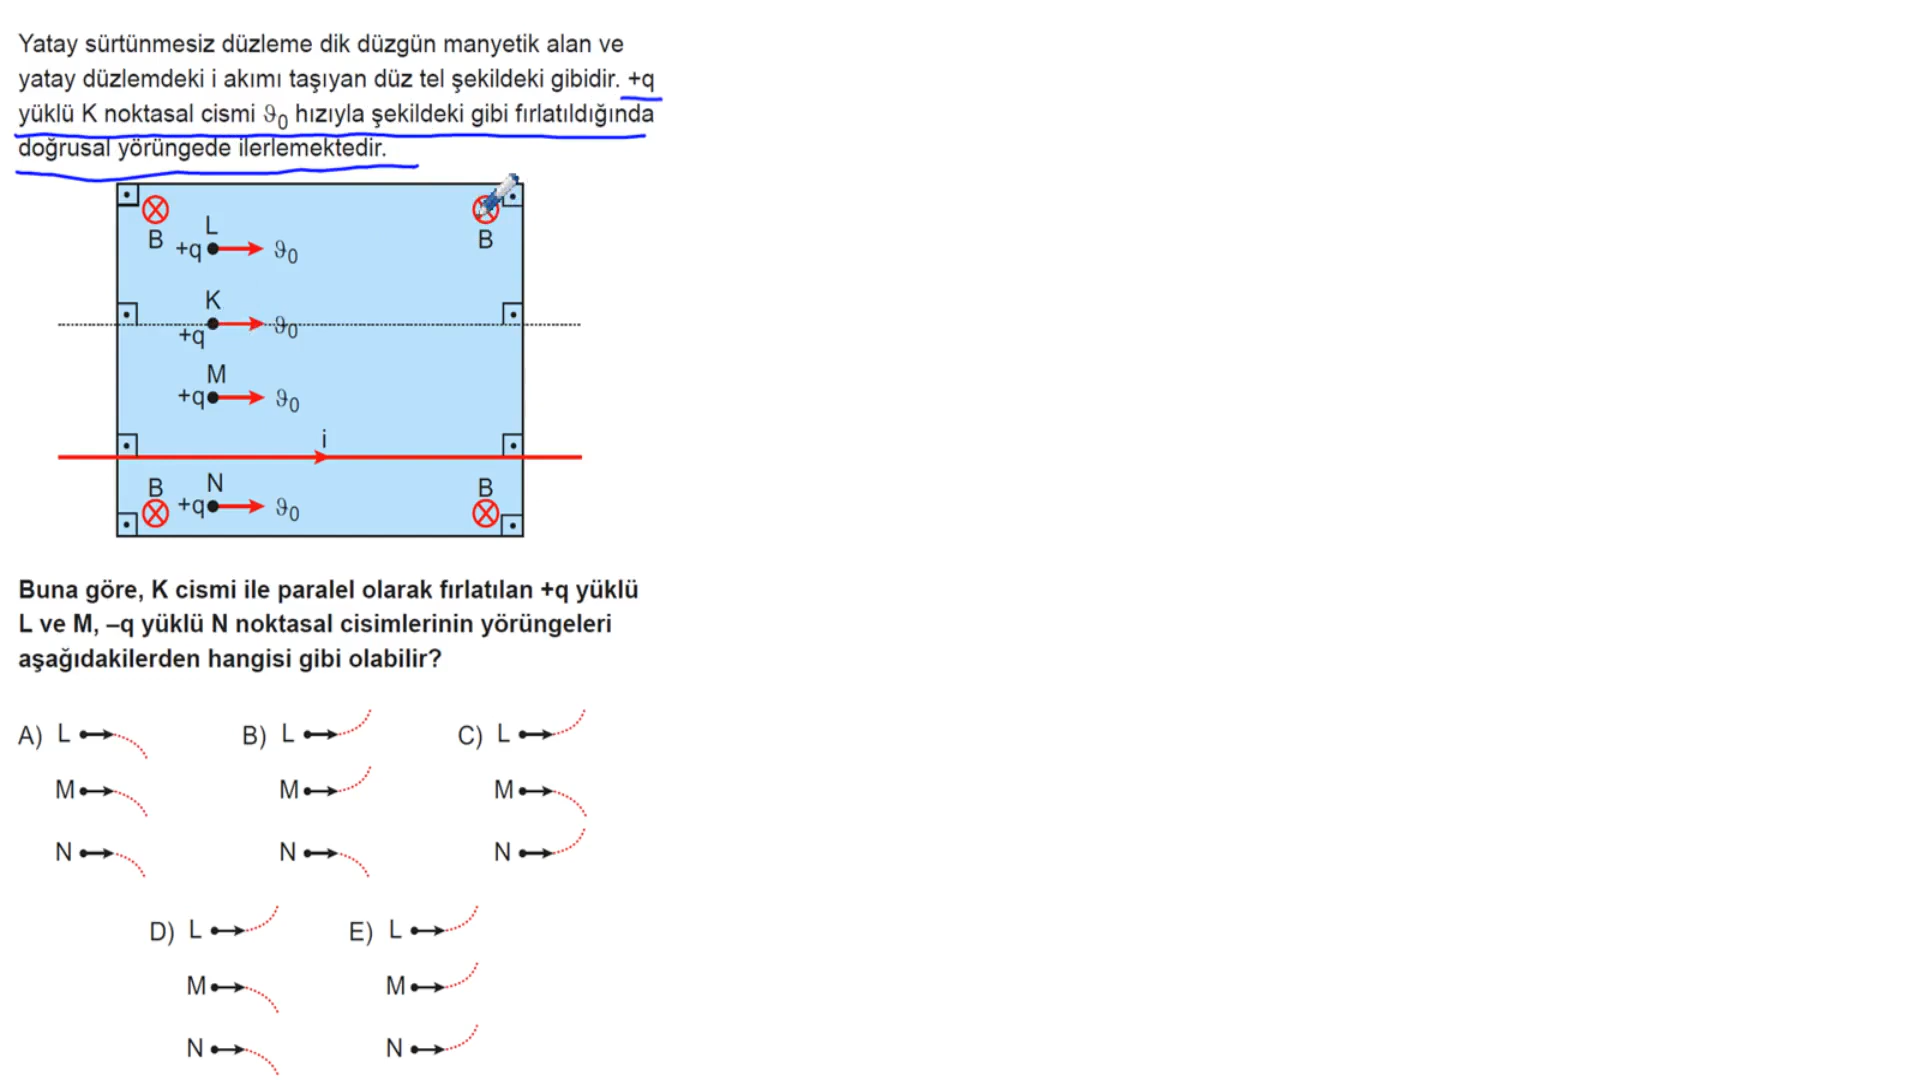 Yatay sürtünmesiz düzleme dik düzgün manyetik alan ve
yatay düzlemdeki i akımı taşıyan düz tel şekildeki gibidir. +q
yüklü K noktasal cismi ϑ0 hızıyla şekildeki gibi fırlatıldığında
doğrusal yörüngede ilerlemektedir.
B L B
+q ϑ0
K
+q ϑ0
M
+q ϑ0
i
B N B
+q ϑ0
Buna göre, K cismi ile paralel olarak fırlatılan +q yüklü
L ve M, –q yüklü N noktasal cisimlerinin yörüngeleri
aşağıdakilerden hangisi gibi olabilir?
A) L B) L C) L
M M M
N N N
D) L E) L
M M
N N